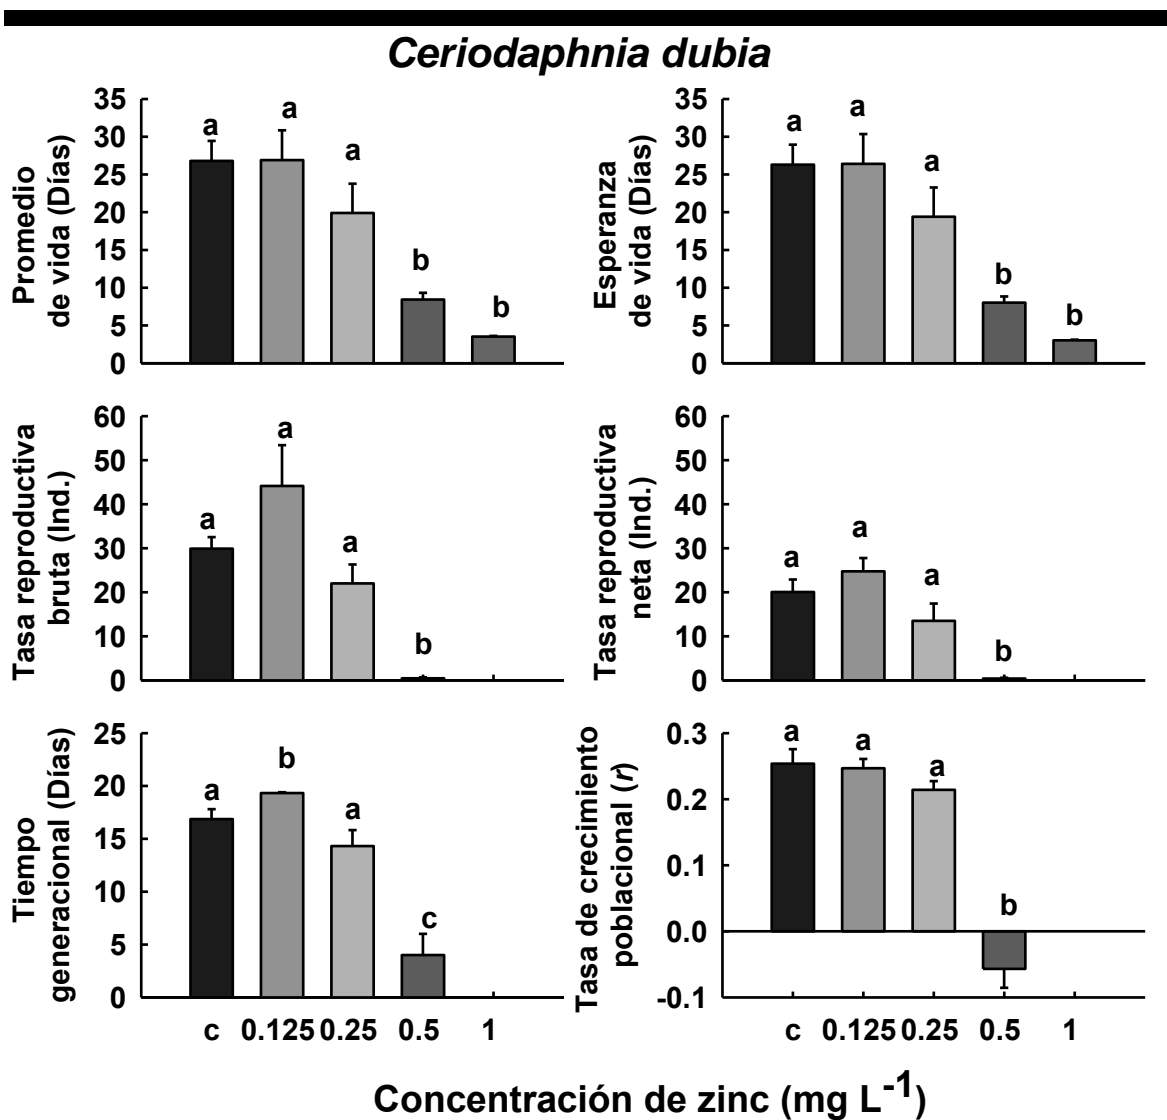 Ceriodaphnia dubia
Promedio
de vida (Días)
35
30
25
20
15
10
5
0
a
a
a
b
b
Esperanza
de vida (Días)
35
30
25
20
15
10
5
0
a
a
a
b
b
Tasa reproductiva
bruta (Ind.)
60
50
40
30
20
10
0
a
a
a
b
Tasa reproductiva
neta (Ind.)
60
50
40
30
20
10
0
a
a
a
b
Tiempo
generacional (Días)
25
20
15
10
5
0
a
b
a
c
c 0.125 0.25 0.5 1
Tasa de crecimiento
poblacional (r)
0.3
0.2
0.1
0.0
-0.1
a
a
a
b
c 0.125 0.25 0.5 1
Concentración de zinc (mg L-1)